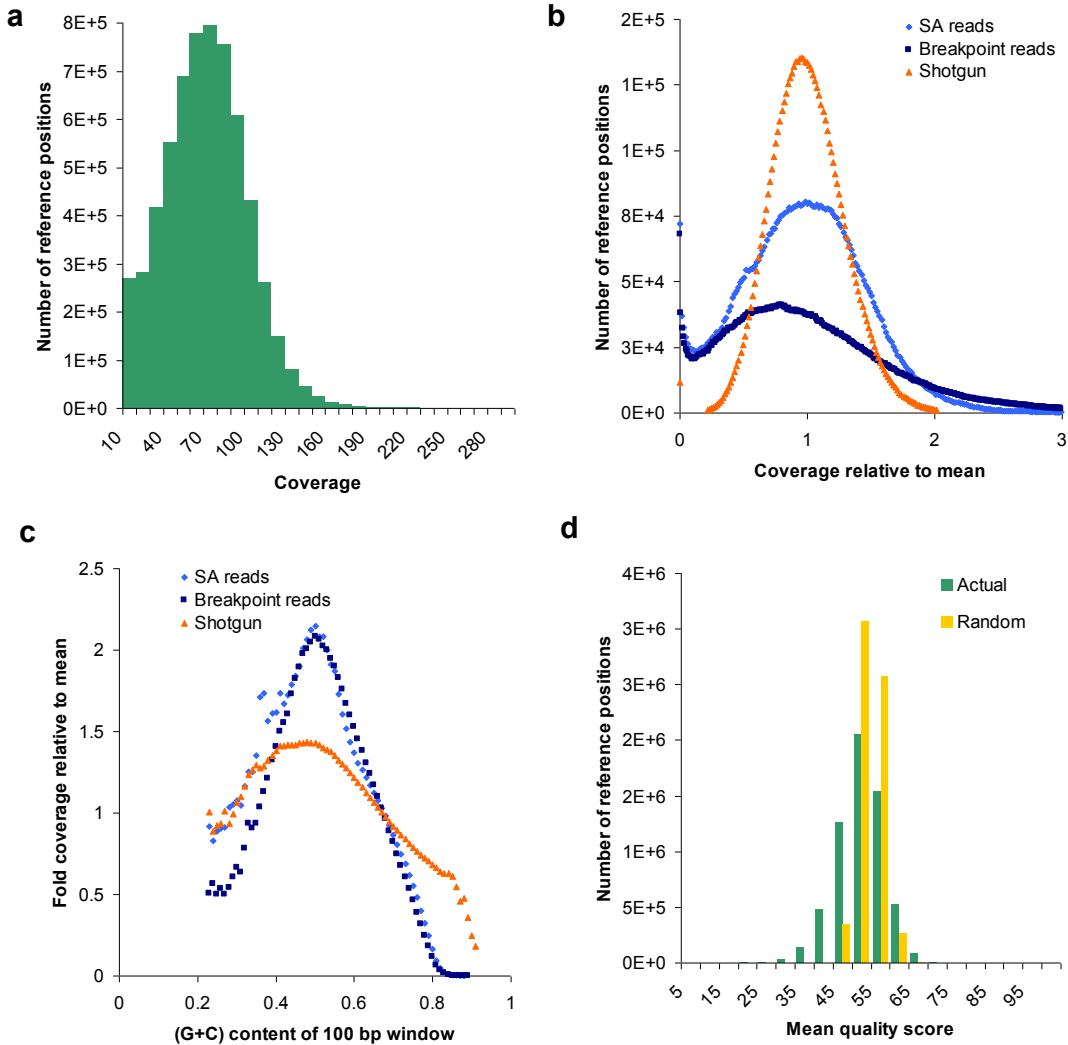 a
Number of reference positions
8E+5
7E+5
6E+5
5E+5
4E+5
3E+5
2E+5
1E+5
0E+0
10
40
70
100
130
160
190
220
250
280
Coverage
b
Number of reference positions
2E+5
1E+5
1E+5
8E+4
3E+4
0E+0
0
1
2
3
Coverage relative to mean
SA reads
Breakpoint reads
Shotgun
c
Fold coverage relative to mean
2.5
2
1.5
1
0.5
0
0
0.2
0.4
0.6
0.8
1
(G+C) content of 100 bp window
SA reads
Breakpoint reads
Shotgun
d
Number of reference positions
4E+6
3E+6
3E+6
2E+6
2E+6
1E+6
5E+5
0E+0
5
15
25
35
45
55
65
75
85
95
Mean quality score
Actual
Random